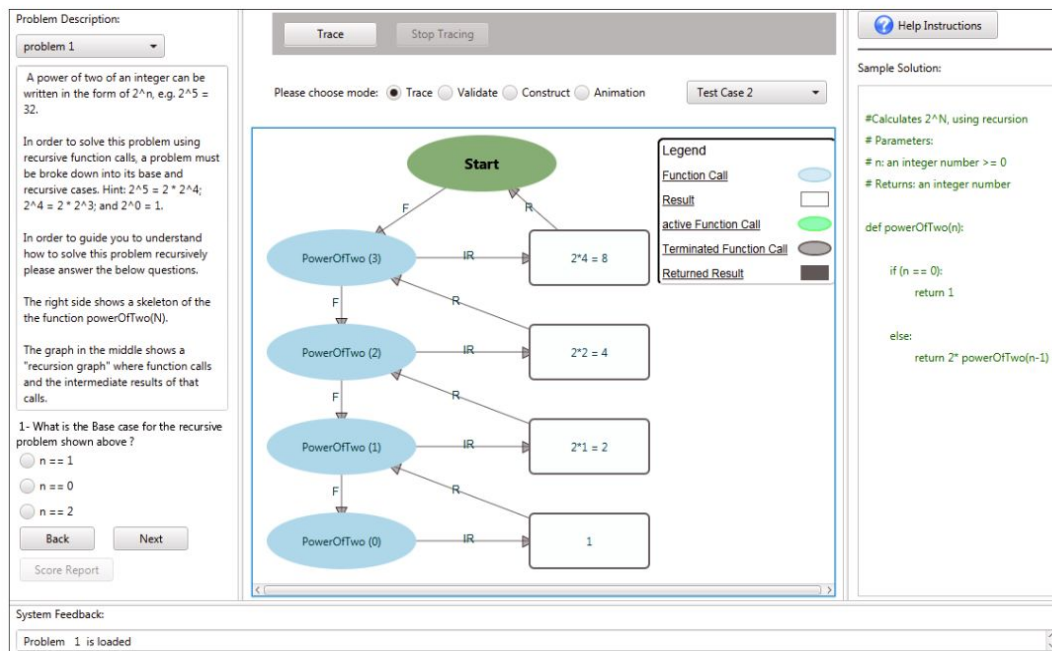 Problem Description:
problem 1
A power of two of an integer can be
written in the form of 2^n, e.g. 2^5 =
32.
In order to solve this problem using
recursive function calls, a problem must
be broke down into its base and
recursive cases. Hint: 2^5 = 2 * 2^4;
2^4 = 2 * 2^3; and 2^0 = 1.
In order to guide you to understand
how to solve this problem recursively
please answer the below questions.
The right side shows a skeleton of the
the function powerOfTwo(N).
The graph in the middle shows a
"recursion graph" where function calls
and the intermediate results of that
calls.
1- What is the Base case for the recursive
problem shown above ?
n == 1
n == 0
n == 2
Back
Next
Score Report
Trace
Stop Tracing
Please choose mode:
Trace
Validate
Construct
Animation
Test Case 2
Start
F
R
PowerOfTwo (3)
IR
2*4 = 8
F
R
PowerOfTwo (2)
IR
2*2 = 4
F
R
PowerOfTwo (1)
IR
2*1 = 2
F
R
PowerOfTwo (0)
IR
1
Legend
Function Call
Result
active Function Call
Terminated Function Call
Returned Result
? Help Instructions
Sample Solution:
#Calculates 2^N, using recursion
# Parameters:
# n: an integer number >= 0
# Returns: an integer number
def powerOfTwo(n):
if (n == 0):
return 1
else:
return 2* powerOfTwo(n-1)
System Feedback:
Problem 1 is loaded